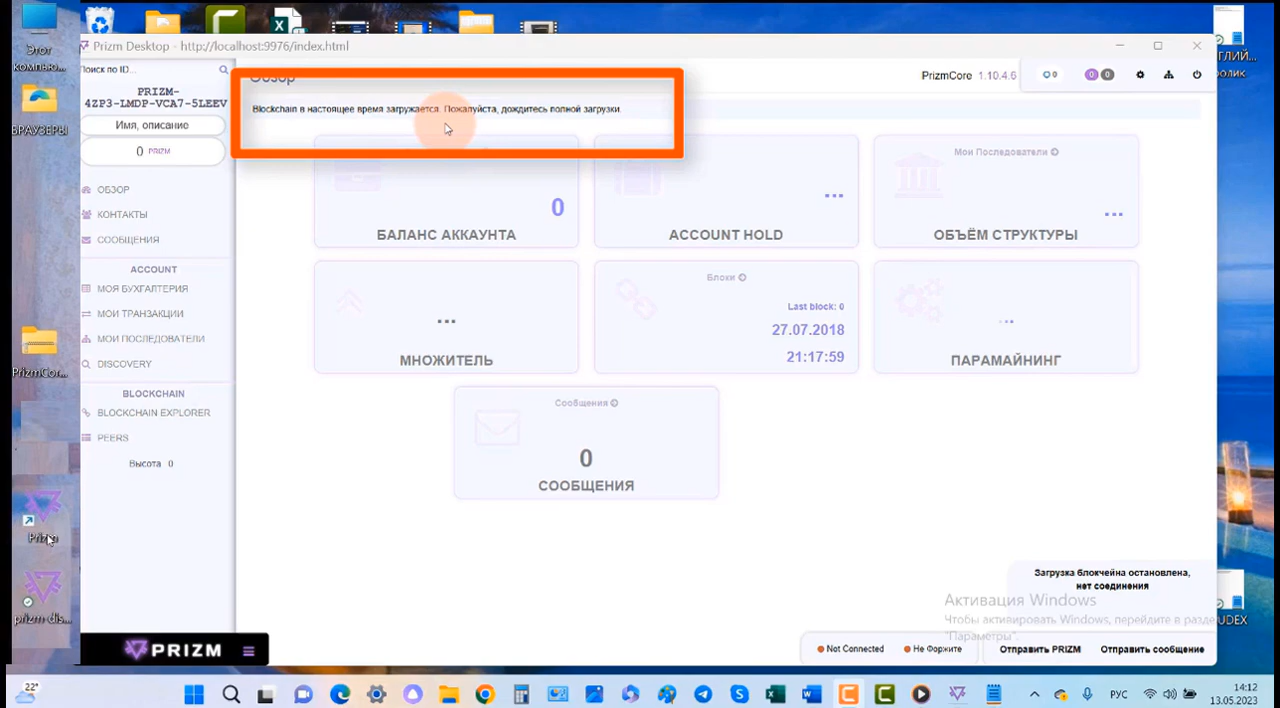 Этот
компью...
БРАУЗЕРЫ
PrizmCor...
Prizm
prizm-dis...
Prizm Desktop - http://localhost:9976/index.html
Поиск по ID...
PRIZM-
4ZP3-LMDP-VCA7-5LEEV
Имя, описание
0 PRIZM
ОБЗОР
КОНТАКТЫ
СООБЩЕНИЯ
ACCOUNT
МОЯ БУХГАЛТЕРИЯ
МОИ ТРАНЗАКЦИИ
МОИ ПОСЛЕДОВАТЕЛИ
DISCOVERY
BLOCKCHAIN
BLOCKCHAIN EXPLORER
PEERS
Высота 0
PRIZM
Обзор
PrizmCore 1.10.4.6
0
0 0
Blockchain в настоящее время загружается. Пожалуйста, дождитесь полной загрузки.
0
БАЛАНС АККАУНТА
...
ACCOUNT HOLD
Мои Последователи
...
ОБЪЁМ СТРУКТУРЫ
...
МНОЖИТЕЛЬ
Блоки
Last block: 0
27.07.2018
21:17:59
...
ПАРАМАЙНИНГ
Сообщения
0
СООБЩЕНИЯ
Загрузка блокчейна остановлена,
нет соединения
Активация Windows
Чтобы активировать Windows, перейдите в разде
"Параметры".
Not Connected
Не Форжите
Отправить PRIZM
Отправить сообщение
ГЛИЙ...
олик
UDEX
22°
РУС
14:12
13.05.2023